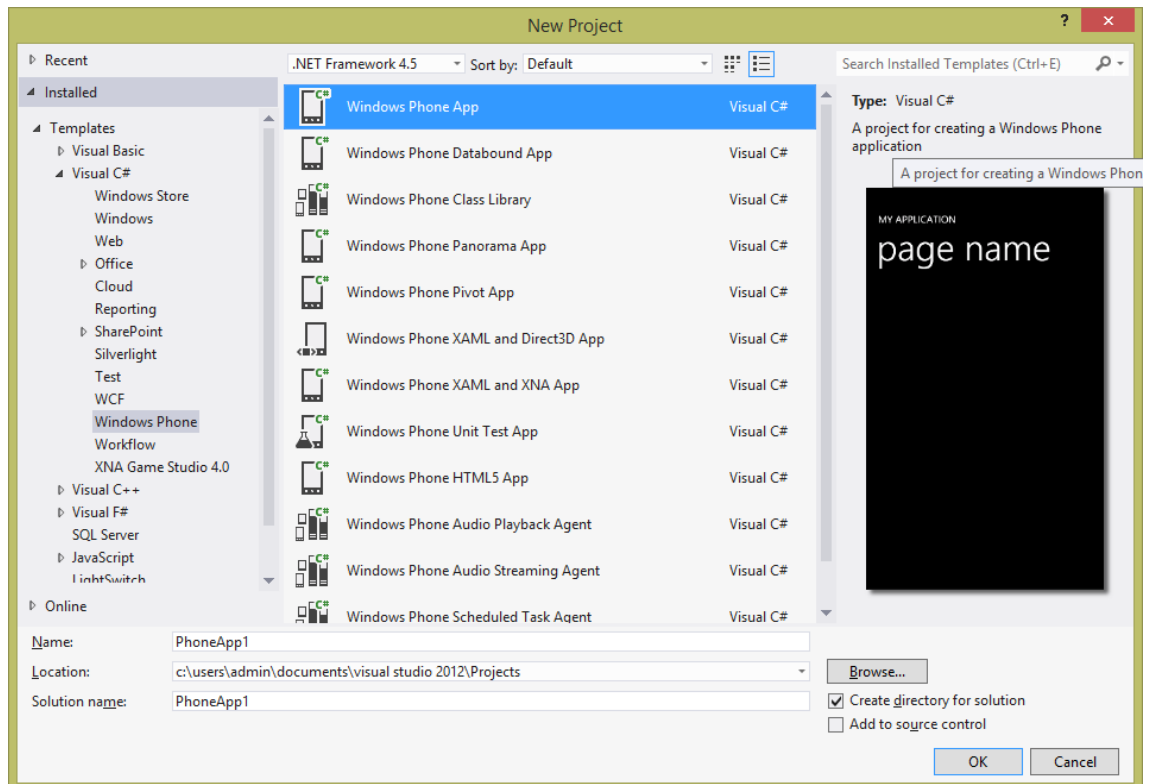 New Project
?
Recent
Installed
Templates
Visual Basic
Visual C#
Windows Store
Windows
Web
Office
Cloud
Reporting
SharePoint
Silverlight
Test
WCF
Windows Phone
Workflow
XNA Game Studio 4.0
Visual C++
Visual F#
SQL Server
JavaScript
LightSwitch
Online
.NET Framework 4.5 Sort by: Default
C# Windows Phone App Visual C#
C# Windows Phone Databound App Visual C#
C# Windows Phone Class Library Visual C#
C# Windows Phone Panorama App Visual C#
C# Windows Phone Pivot App Visual C#
Windows Phone XAML and Direct3D App Visual C#
C# Windows Phone XAML and XNA App Visual C#
C# Windows Phone Unit Test App Visual C#
C# Windows Phone HTML5 App Visual C#
C# Windows Phone Audio Playback Agent Visual C#
C# Windows Phone Audio Streaming Agent Visual C#
C# Windows Phone Scheduled Task Agent Visual C#
Search Installed Templates (Ctrl+E)
Type: Visual C#
A project for creating a Windows Phone
application
A project for creating a Windows Phon
MY APPLICATION
page name
Name: PhoneApp1
Location: c:\users\admin\documents\visual studio 2012\Projects
Browse...
Solution name: PhoneApp1
Create directory for solution
Add to source control
OK Cancel